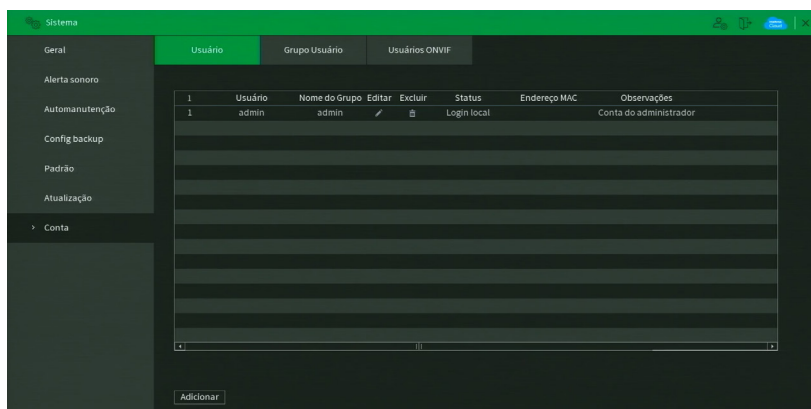 Sistema
Geral
Alerta sonoro
Automanutenção
Config backup
Padrão
Atualização
Conta
Usuário
Grupo Usuário
Usuários ONVIF
1 Usuário Nome do Grupo Editar Excluir Status Endereço MAC Observações
1 admin admin Login local Conta do administrador
Adicionar